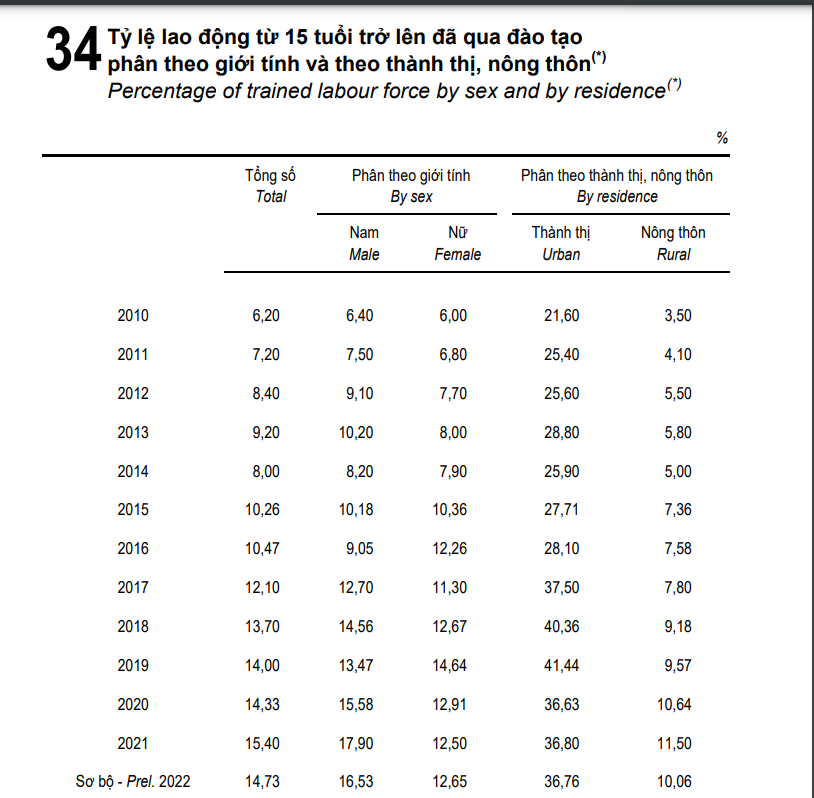 34 Tỷ lệ lao động từ 15 tuổi trở lên đã qua đào tạo
phân theo giới tính và theo thành thị, nông thôn(*)
Percentage of trained labour force by sex and by residence(*)
%
Tổng số Phân theo giới tính Phân theo thành thị, nông thôn
Total By sex By residence
Nam Nữ Thành thị Nông thôn
Male Female Urban Rural
2010 6,20 6,40 6,00 21,60 3,50
2011 7,20 7,50 6,80 25,40 4,10
2012 8,40 9,10 7,70 25,60 5,50
2013 9,20 10,20 8,00 28,80 5,80
2014 8,00 8,20 7,90 25,90 5,00
2015 10,26 10,18 10,36 27,71 7,36
2016 10,47 9,05 12,26 28,10 7,58
2017 12,10 12,70 11,30 37,50 7,80
2018 13,70 14,56 12,67 40,36 9,18
2019 14,00 13,47 14,64 41,44 9,57
2020 14,33 15,58 12,91 36,63 10,64
2021 15,40 17,90 12,50 36,80 11,50
Sơ bộ - Prel. 2022 14,73 16,53 12,65 36,76 10,06